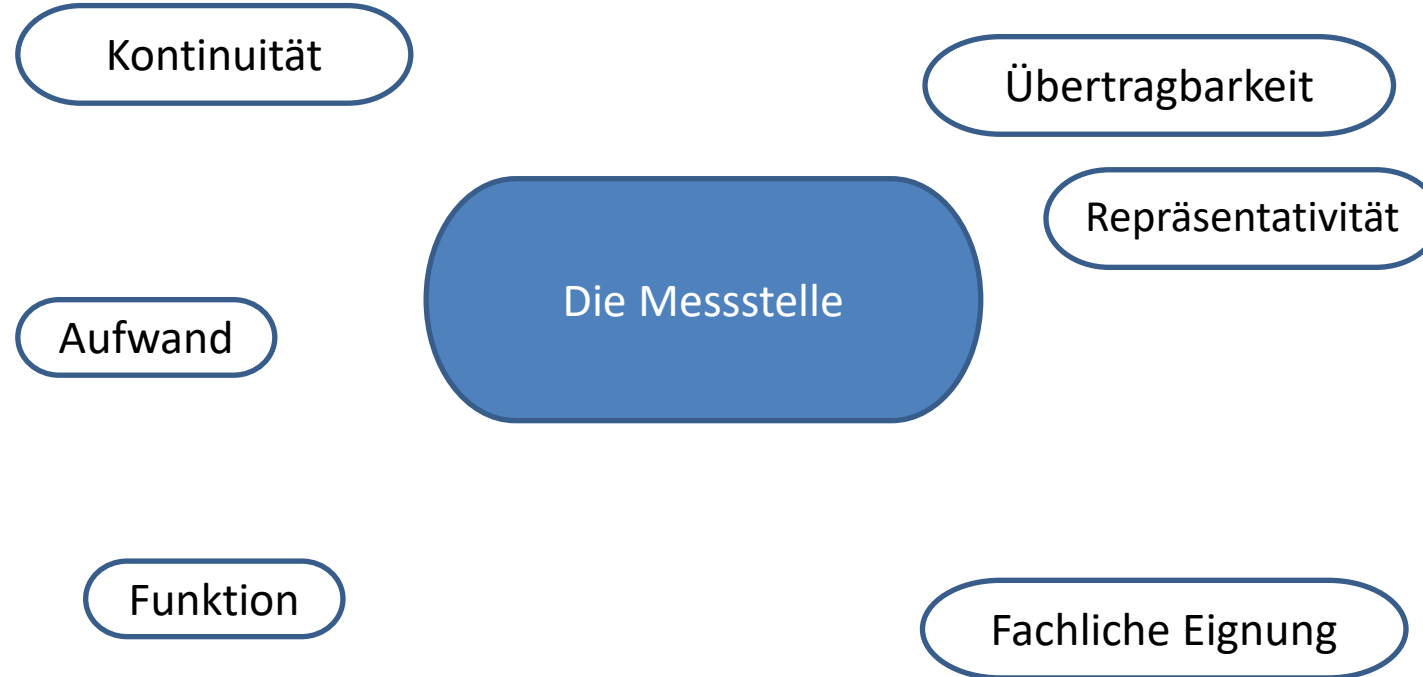 Kontinuität
Übertragbarkeit
Repräsentativität
Die Messstelle
Aufwand
Funktion
Fachliche Eignung